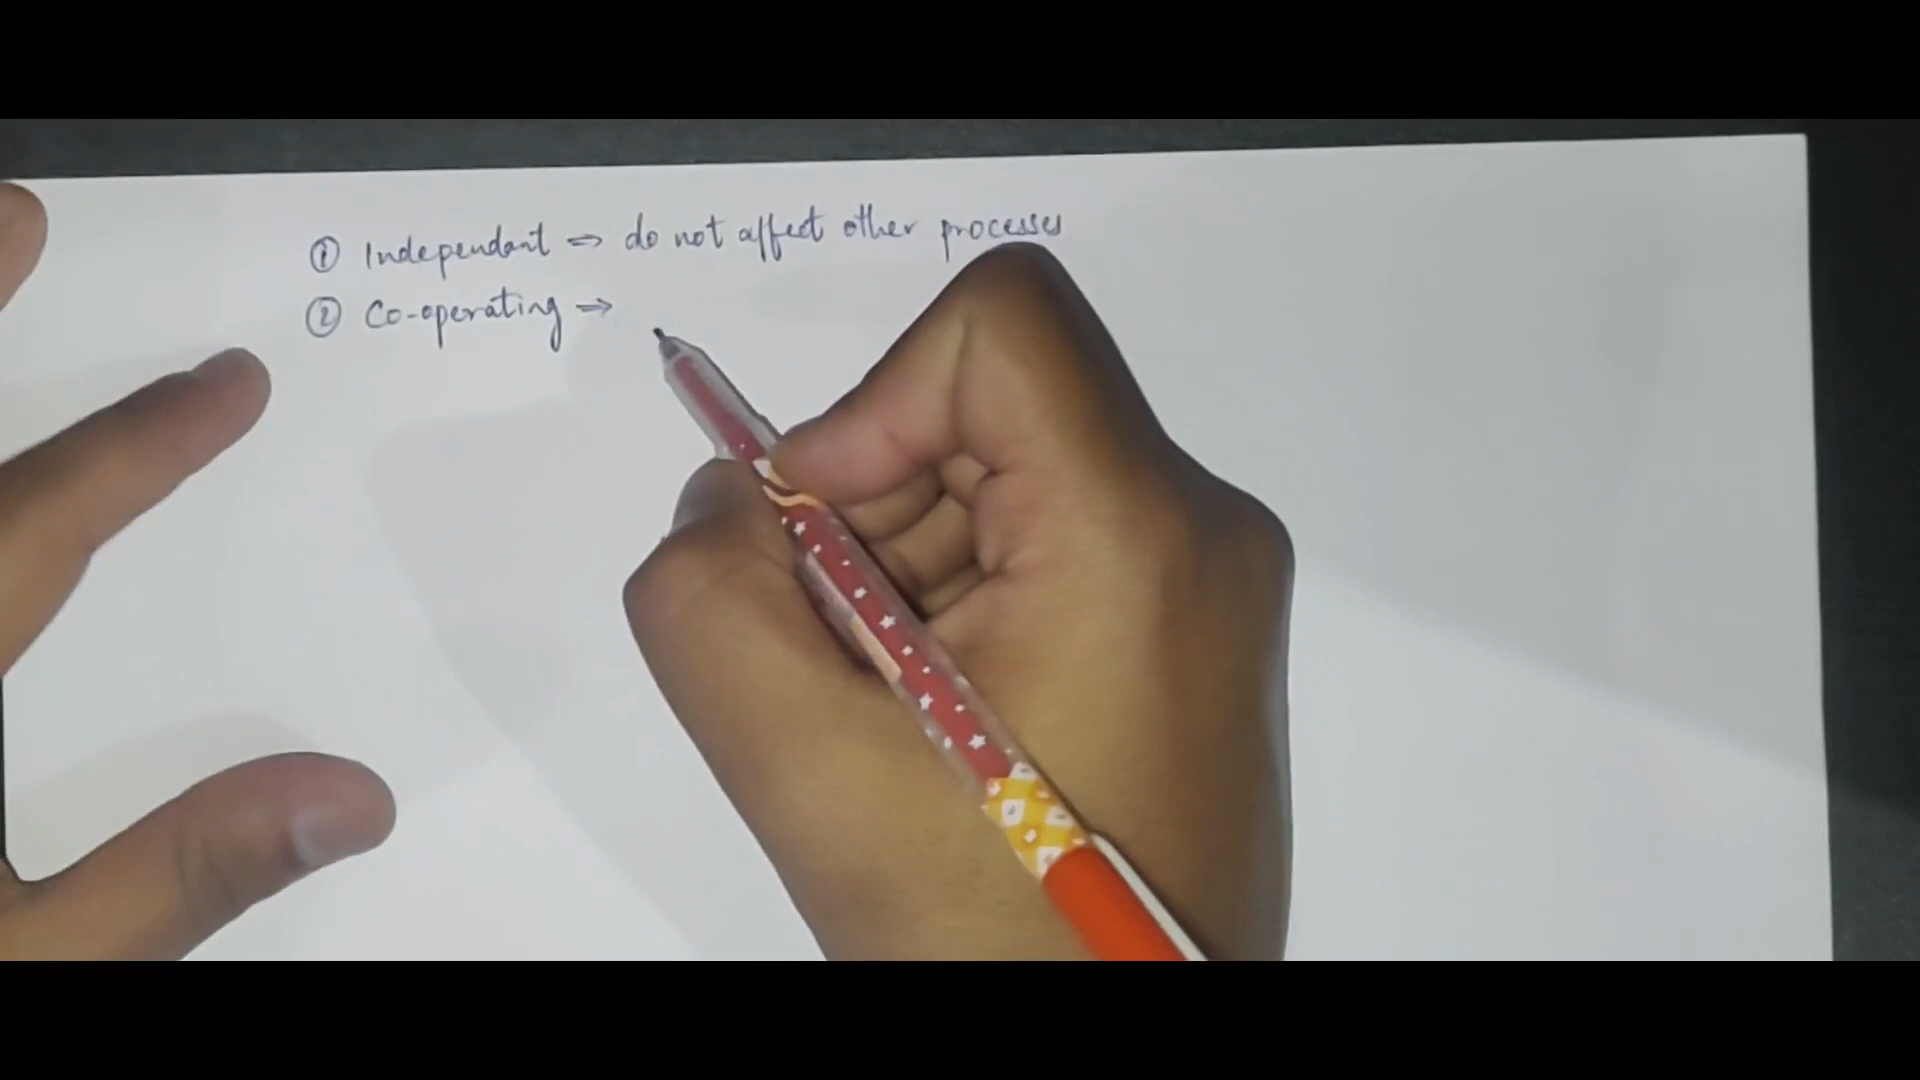 ① Independant ⇒ do not affect other processes
② Co-operating ⇒